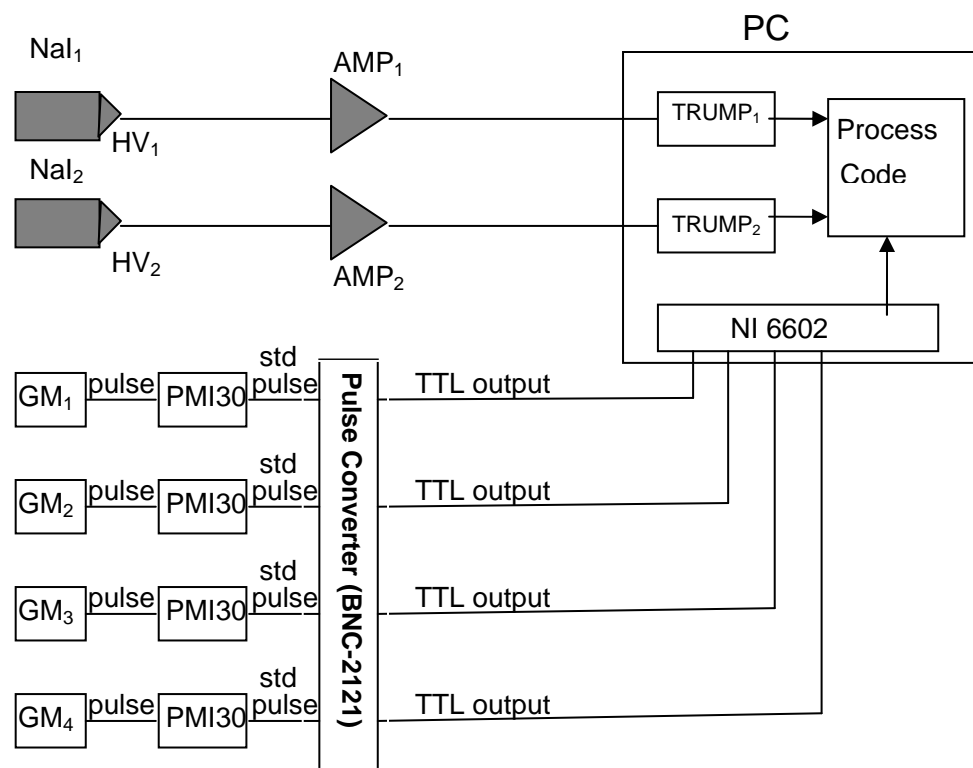 PC
NaI₁
AMP₁
HV₁
TRUMP₁
Process
Code
NaI₂
HV₂
AMP₂
TRUMP₂
NI 6602
GM₁
pulse
PMI30
std
pulse
TTL output
GM₂
pulse
PMI30
std
pulse
TTL output
GM₃
pulse
PMI30
std
pulse
TTL output
GM₄
pulse
PMI30
std
pulse
TTL output
Pulse Converter (BNC-2121)